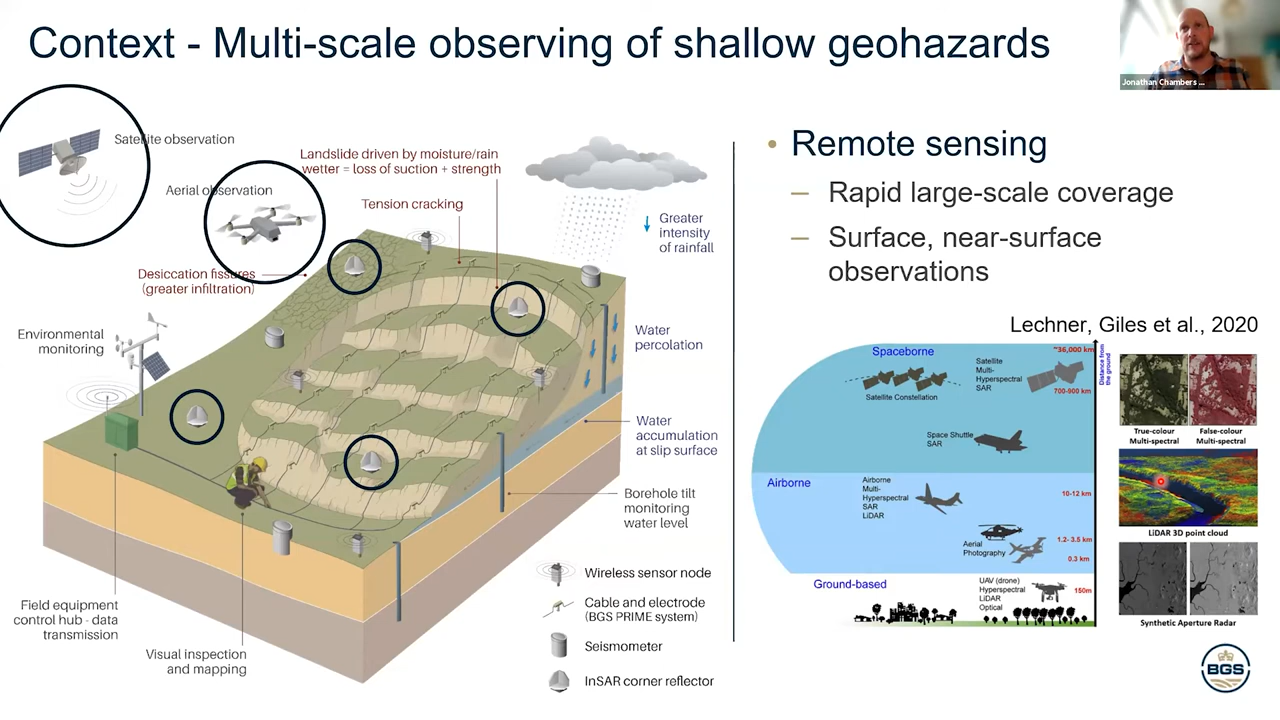 Context - Multi-scale observing of shallow geohazards
Jonathan Chambers ...
Satellite observation
Aerial observation
Landslide driven by moisture/rain
wetter = loss of suction + strength
Tension cracking
Greater
intensity
of rainfall
Desiccation fissures
(greater infiltration)
Environmental
monitoring
Water
percolation
Water
accumulation
at slip surface
Borehole tilt
monitoring
water level
Field equipment
control hub - data
transmission
Visual inspection
and mapping
Wireless sensor node
Cable and electrode
(BGS PRIME system)
Seismometer
InSAR corner reflector
• Remote sensing
– Rapid large-scale coverage
– Surface, near-surface
observations
Lechner, Giles et al., 2020
Spaceborne
Satellite Constellation
Satellite
Multi-
Hyperspectral
SAR
~36,000 km
700-900 km
Distance from
the ground
Space Shuttle
SAR
Airborne
Airborne
Multi-
Hyperspectral
SAR
LiDAR
10-12 km
Aerial
Photography
1.2- 3.5 km
0.3 km
Ground-based
UAV (drone)
Hyperspectral
LiDAR
Optical
150m
True-colour
Multi-spectral
False-colour
Multi-spectral
LiDAR 3D point cloud
Synthetic Aperture Radar
BGS